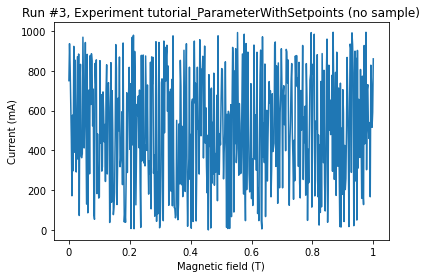 Run #3, Experiment tutorial_ParameterWithSetpoints (no sample)
1000
800
600
400
200
0
Current (mA)
0 0.2 0.4 0.6 0.8 1
Magnetic field (T)